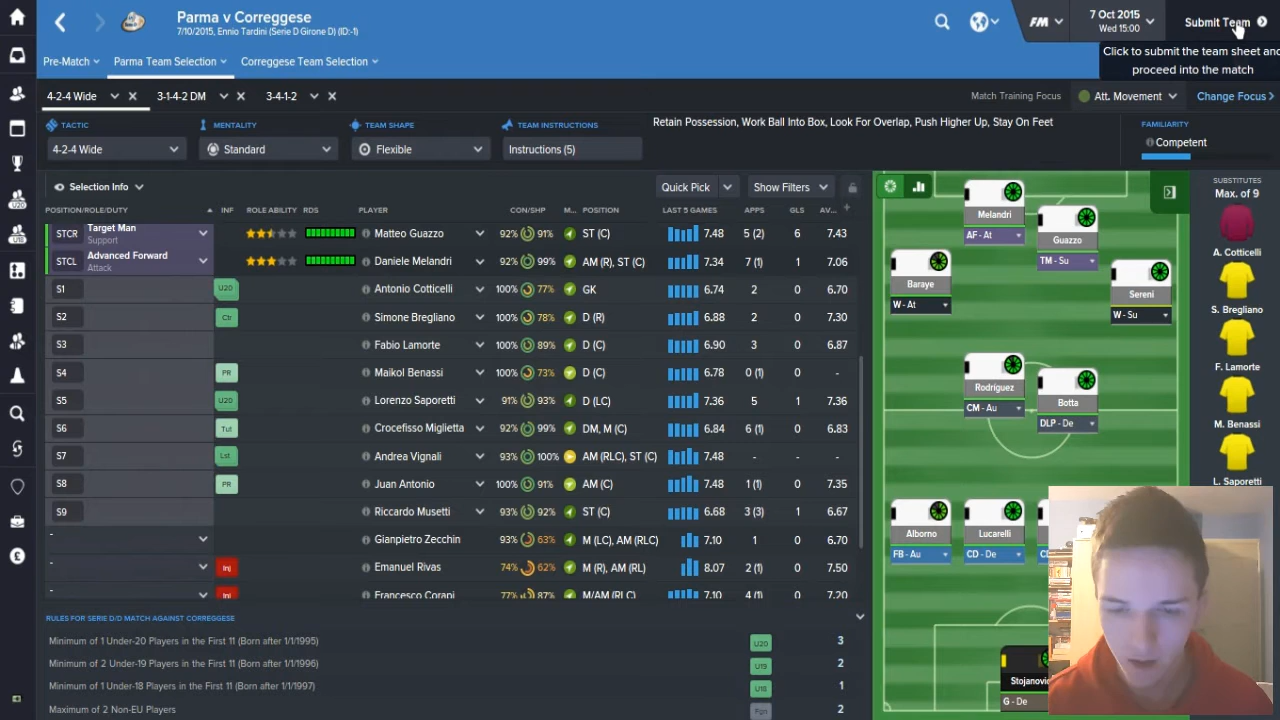 Parma v Correggese
7/10/2015, Ennio Tardini (Serie D Girone D) (ID:-1)
FM
7 Oct 2015
Wed 15:00
Submit Team
Click to submit the team sheet and
proceed into the match
Pre-Match
Parma Team Selection
Correggese Team Selection
4-2-4 Wide
3-1-4-2 DM
3-4-1-2
Match Training Focus
Att. Movement
Change Focus
TACTIC
MENTALITY
TEAM SHAPE
TEAM INSTRUCTIONS
Retain Possession, Work Ball Into Box, Look For Overlap, Push Higher Up, Stay On Feet
FAMILIARITY
4-2-4 Wide
Standard
Flexible
Instructions (5)
Competent
Selection Info
Quick Pick
Show Filters
POSITION/ROLE/DUTY INF ROLE ABILITY RDS PLAYER CON/SHP M... POSITION LAST 5 GAMES APPS GLS AV...
STCR Target Man Support Matteo Guazzo 92% 91% ST (C) 7.48 5 (2) 6 7.43
STCL Advanced Forward Attack Daniele Melandri 92% 99% AM (R), ST (C) 7.34 7 (1) 1 7.06
S1 U20 Antonio Cotticelli 100% 77% GK 6.74 2 0 6.70
S2 Ctr Simone Bregliano 100% 78% D (R) 6.88 2 0 7.30
S3 Fabio Lamorte 100% 89% D (C) 6.90 3 0 6.87
S4 PR Maikol Benassi 100% 73% D (C) 6.78 0 (1) 0 -
S5 U20 Lorenzo Saporetti 91% 93% D (LC) 7.36 5 1 7.36
S6 Tut Crocefisso Miglietta 92% 99% DM, M (C) 6.84 6 (1) 0 6.83
S7 Lst Andrea Vignali 93% 100% AM (RLC), ST (C) 7.48 - - -
S8 PR Juan Antonio 100% 91% AM (C) 7.48 1 (1) 0 7.35
S9 Riccardo Musetti 93% 92% ST (C) 6.68 3 (3) 1 6.67
- Gianpietro Zecchin 93% 63% M (LC), AM (RLC) 7.10 1 0 6.70
- Inj Emanuel Rivas 74% 62% M (R), AM (RL) 8.07 2 (1) 0 7.50
- Inj Francesco Corapi 77% 87% M/AM (RLC) 7.10 4 (1) 0 7.20
RULES FOR SERIE D/D MATCH AGAINST CORREGGESE
Minimum of 1 Under-20 Players in the First 11 (Born after 1/1/1995) U20 3
Minimum of 2 Under-19 Players in the First 11 (Born after 1/1/1996) U19 2
Minimum of 1 Under-18 Players in the First 11 (Born after 1/1/1997) U18 1
Maximum of 2 Non-EU Players Fgn 2
Melandri
AF - At
Guazzo
TM - Su
Baraye
W - At
Sereni
W - Su
Rodríguez
CM - Au
Botta
DLP - De
Alborno
FB - Au
Lucarelli
CD - De
Stojanovic
G - De
SUBSTITUTES
Max. of 9
A. Cotticelli
S. Bregliano
F. Lamorte
M. Benassi
L. Saporetti